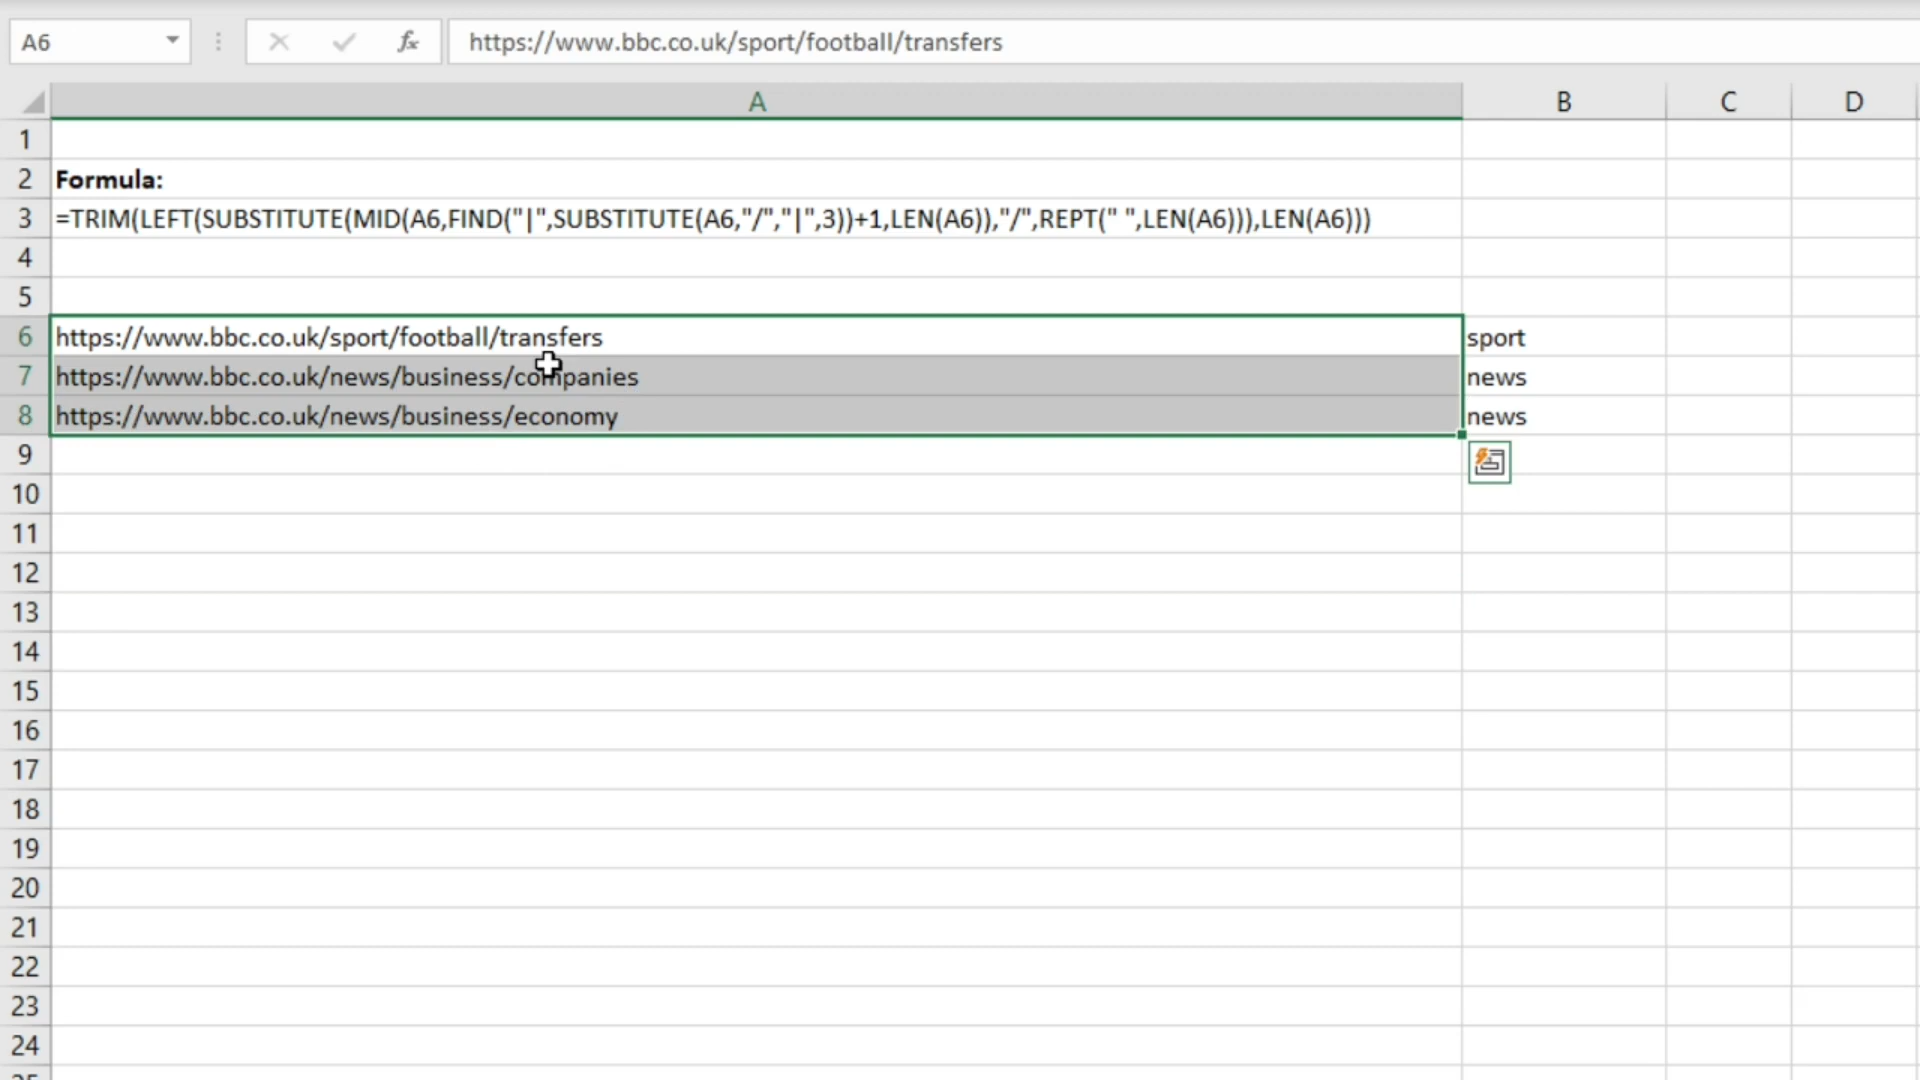 A6 fx https://www.bbc.co.uk/sport/football/transfers
A B C D
1
2 Formula:
3 =TRIM(LEFT(SUBSTITUTE(MID(A6,FIND("|",SUBSTITUTE(A6,"/","|",3))+1,LEN(A6)),"/",REPT(" ",LEN(A6))),LEN(A6)))
4
5
6 https://www.bbc.co.uk/sport/football/transfers sport
7 https://www.bbc.co.uk/news/business/companies news
8 https://www.bbc.co.uk/news/business/economy news
9
10
11
12
13
14
15
16
17
18
19
20
21
22
23
24